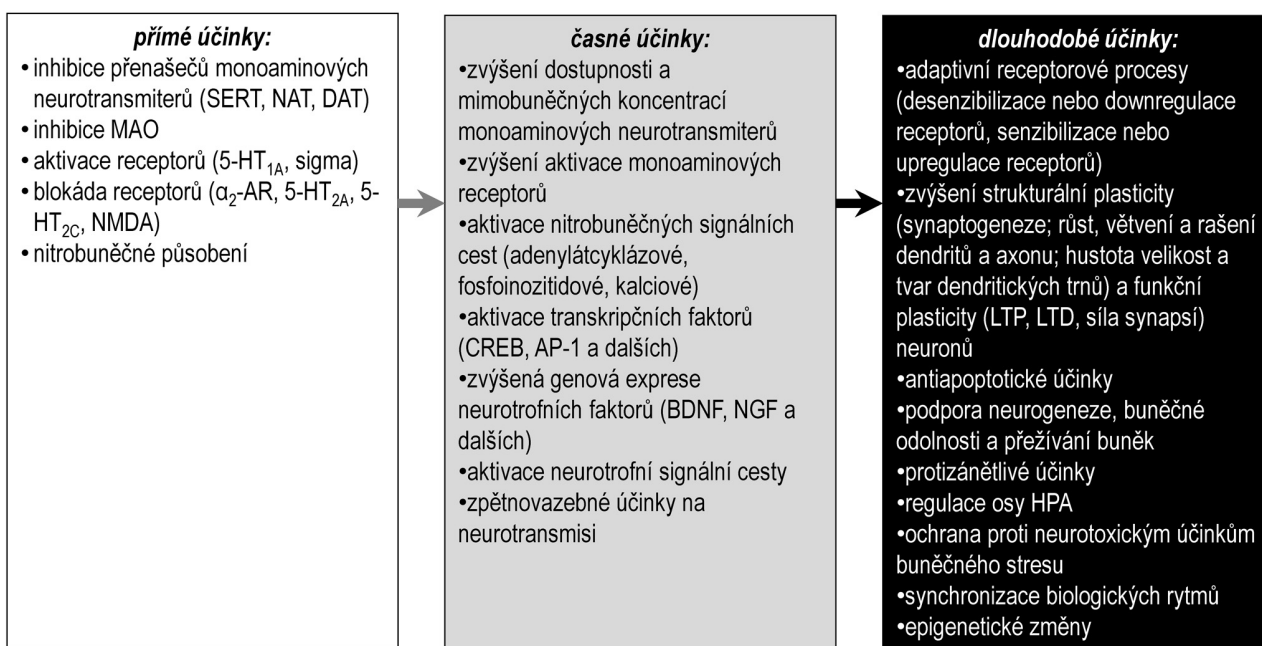 přímé účinky:
•inhibice přenašečů monoaminových
neurotransmiterů (SERT, NAT, DAT)
•inhibice MAO
•aktivace receptorů (5-HT1A, sigma)
•blokáda receptorů (α2-AR, 5-HT2A, 5-
HT2C, NMDA)
•nitrobuněčné působení
časné účinky:
•zvýšení dostupnosti a
mimobuněčných koncentrací
monoaminových neurotransmiterů
•zvýšení aktivace monoaminových
receptorů
•aktivace nitrobuněčných signálních
cest (adenylátcyklázové,
fosfoinozitidové, kalciové)
•aktivace transkripčních faktorů
(CREB, AP-1 a dalších)
•zvýšená genová exprese
neurotrofních faktorů (BDNF, NGF a
dalších)
•aktivace neurotrofní signální cesty
•zpětnovazebné účinky na
neurotransmisi
dlouhodobé účinky:
•adaptivní receptorové procesy
(desenzibilizace nebo downregulace
receptorů, senzibilizace nebo
upregulace receptorů)
•zvýšení strukturální plasticity
(synaptogeneze; růst, větvení a rašení
dendritů a axonu; hustota velikost a
tvar dendritických trnů) a funkční
plasticity (LTP, LTD, síla synapsí)
neuronů
•antiapoptotické účinky
•podpora neurogeneze, buněčné
odolnosti a přežívání buněk
•protizánětlivé účinky
•regulace osy HPA
•ochrana proti neurotoxickým účinkům
buněčného stresu
•synchronizace biologických rytmů
•epigenetické změny